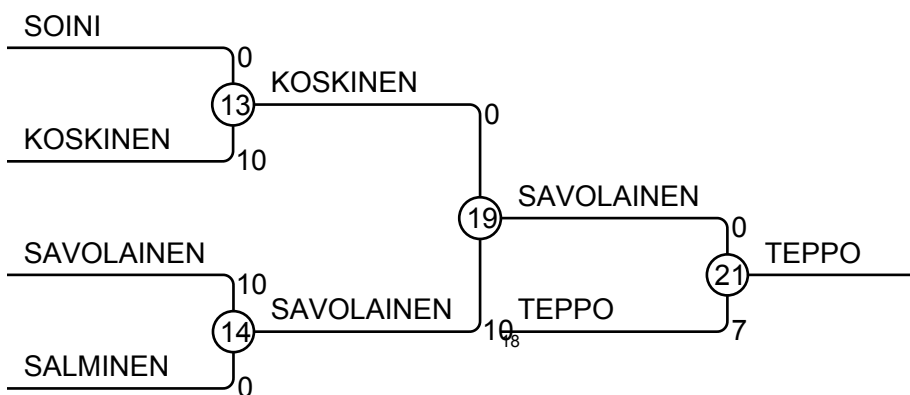 SOINI
0
13
KOSKINEN
0
KOSKINEN
10
19
SAVOLAINEN
0
SAVOLAINEN
10
21
TEPPO
14
SAVOLAINEN
10
18
TEPPO
7
SALMINEN
0